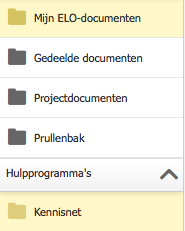 Mijn ELO-documenten
Gedeelde documenten
Projectdocumenten
Prullenbak
Hulpprogramma's
Kennisnet